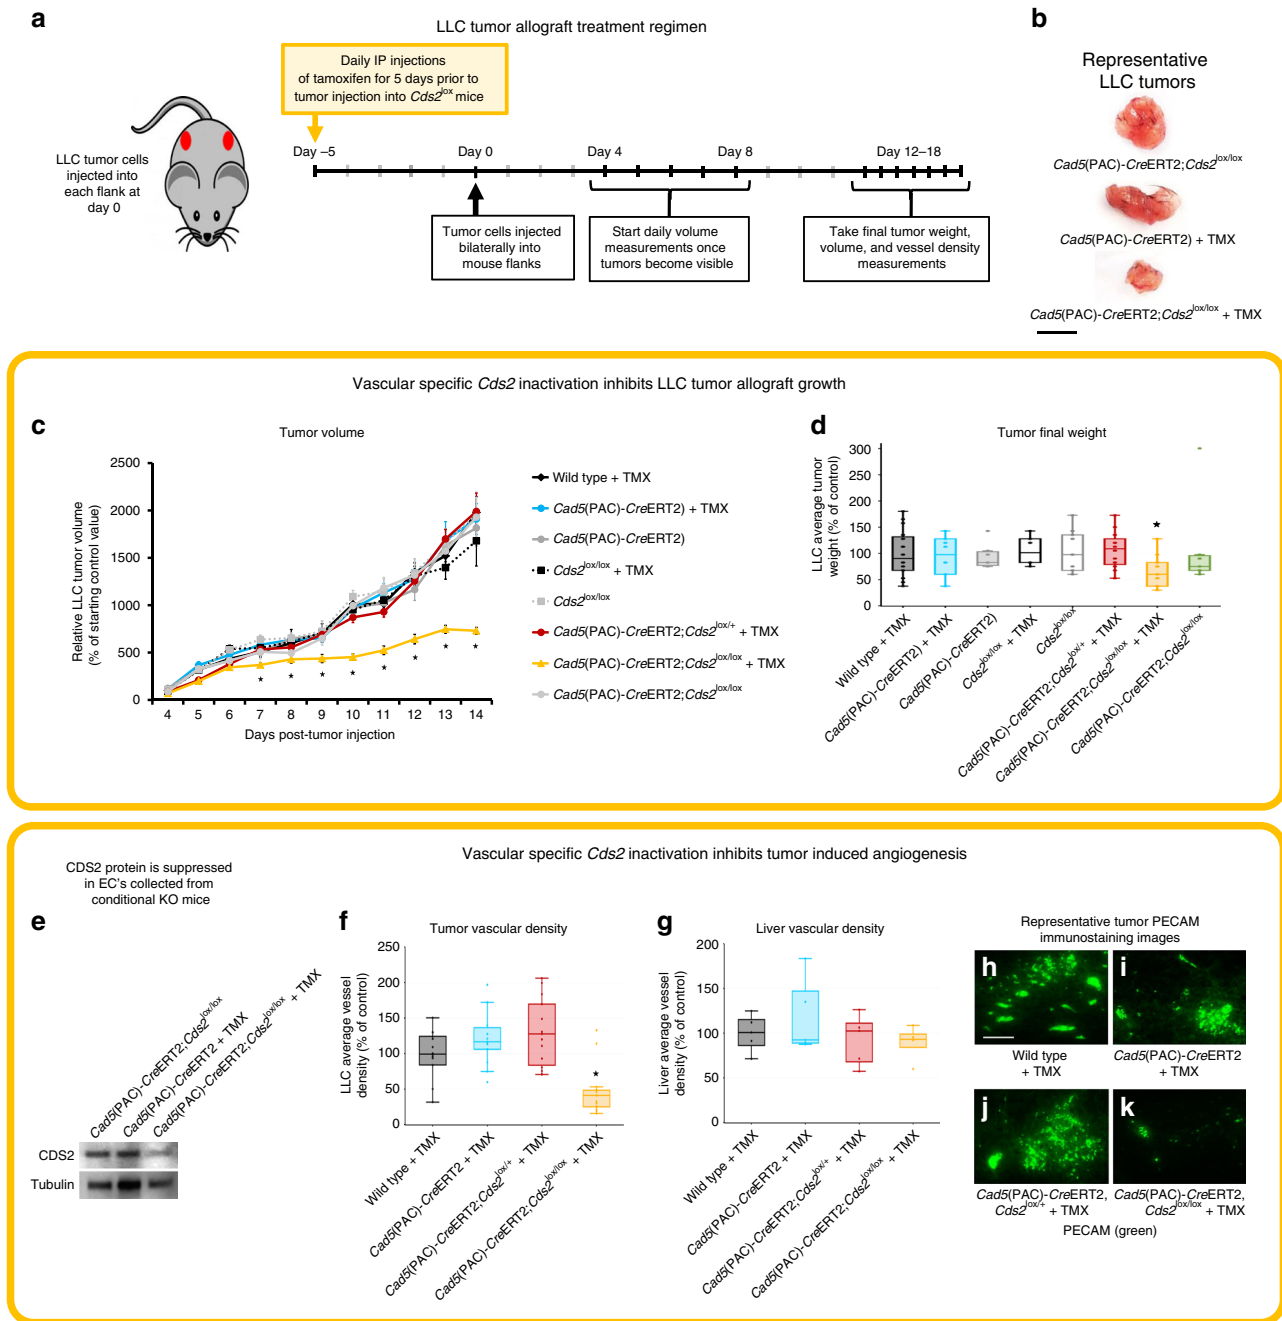 a
LLC tumor allograft treatment regimen
Daily IP injections
of tamoxifen for 5 days prior to
tumor injection into Cds2lox mice
LLC tumor cells
injected into
each flank at
day 0
Day –5
Day 0
Day 4
Day 8
Day 12–18
Tumor cells injected
bilaterally into
mouse flanks
Start daily volume
measurements once
tumors become visible
Take final tumor weight,
volume, and vessel density
measurements
b
Representative
LLC tumors
Cad5(PAC)-CreERT2;Cds2lox/lox
Cad5(PAC)-CreERT2) + TMX
Cad5(PAC)-CreERT2;Cds2lox/lox + TMX
Vascular specific Cds2 inactivation inhibits LLC tumor allograft growth
c
Tumor volume
Relative LLC tumor volume
(% of starting control value)
2500
2000
1500
1000
500
0
4 5 6 7 8 9 10 11 12 13 14
* * * * * * * *
Days post-tumor injection
Wild type + TMX
Cad5(PAC)-CreERT2) + TMX
Cad5(PAC)-CreERT2)
Cds2lox/lox + TMX
Cds2lox/lox
Cad5(PAC)-CreERT2;Cds2lox/+ + TMX
Cad5(PAC)-CreERT2;Cds2lox/lox + TMX
Cad5(PAC)-CreERT2;Cds2lox/lox
d
Tumor final weight
LLC average tumor
weight (% of control)
300
250
200
150
100
50
0
*
Wild type + TMX
Cad5(PAC)-CreERT2) + TMX
Cad5(PAC)-CreERT2)
Cds2lox/lox + TMX
Cds2lox/lox
Cad5(PAC)-CreERT2;Cds2lox/+ + TMX
Cad5(PAC)-CreERT2;Cds2lox/lox + TMX
Cad5(PAC)-CreERT2;Cds2lox/lox
Vascular specific Cds2 inactivation inhibits tumor induced angiogenesis
CDS2 protein is suppressed
in EC's collected from
conditional KO mice
e
Cad5(PAC)-CreERT2;Cds2lox/lox
Cad5(PAC)-CreERT2 + TMX
Cad5(PAC)-CreERT2;Cds2lox/lox + TMX
CDS2
Tubulin
f
Tumor vascular density
LLC average vessel
density (% of control)
250
200
150
100
50
0
*
Wild type + TMX
Cad5(PAC)-CreERT2 + TMX
Cad5(PAC)-CreERT2;Cds2lox/+ + TMX
Cad5(PAC)-CreERT2;Cds2lox/lox + TMX
g
Liver vascular density
Liver average vessel
density (% of control)
200
150
100
50
0
Wild type + TMX
Cad5(PAC)-CreERT2 + TMX
Cad5(PAC)-CreERT2;Cds2lox/+ + TMX
Cad5(PAC)-CreERT2;Cds2lox/lox + TMX
Representative tumor PECAM
immunostaining images
h
i
Wild type
+ TMX
Cad5(PAC)-CreERT2
+ TMX
j
k
Cad5(PAC)-CreERT2,
Cds2lox/+ + TMX
Cad5(PAC)-CreERT2,
Cds2lox/lox + TMX
PECAM (green)